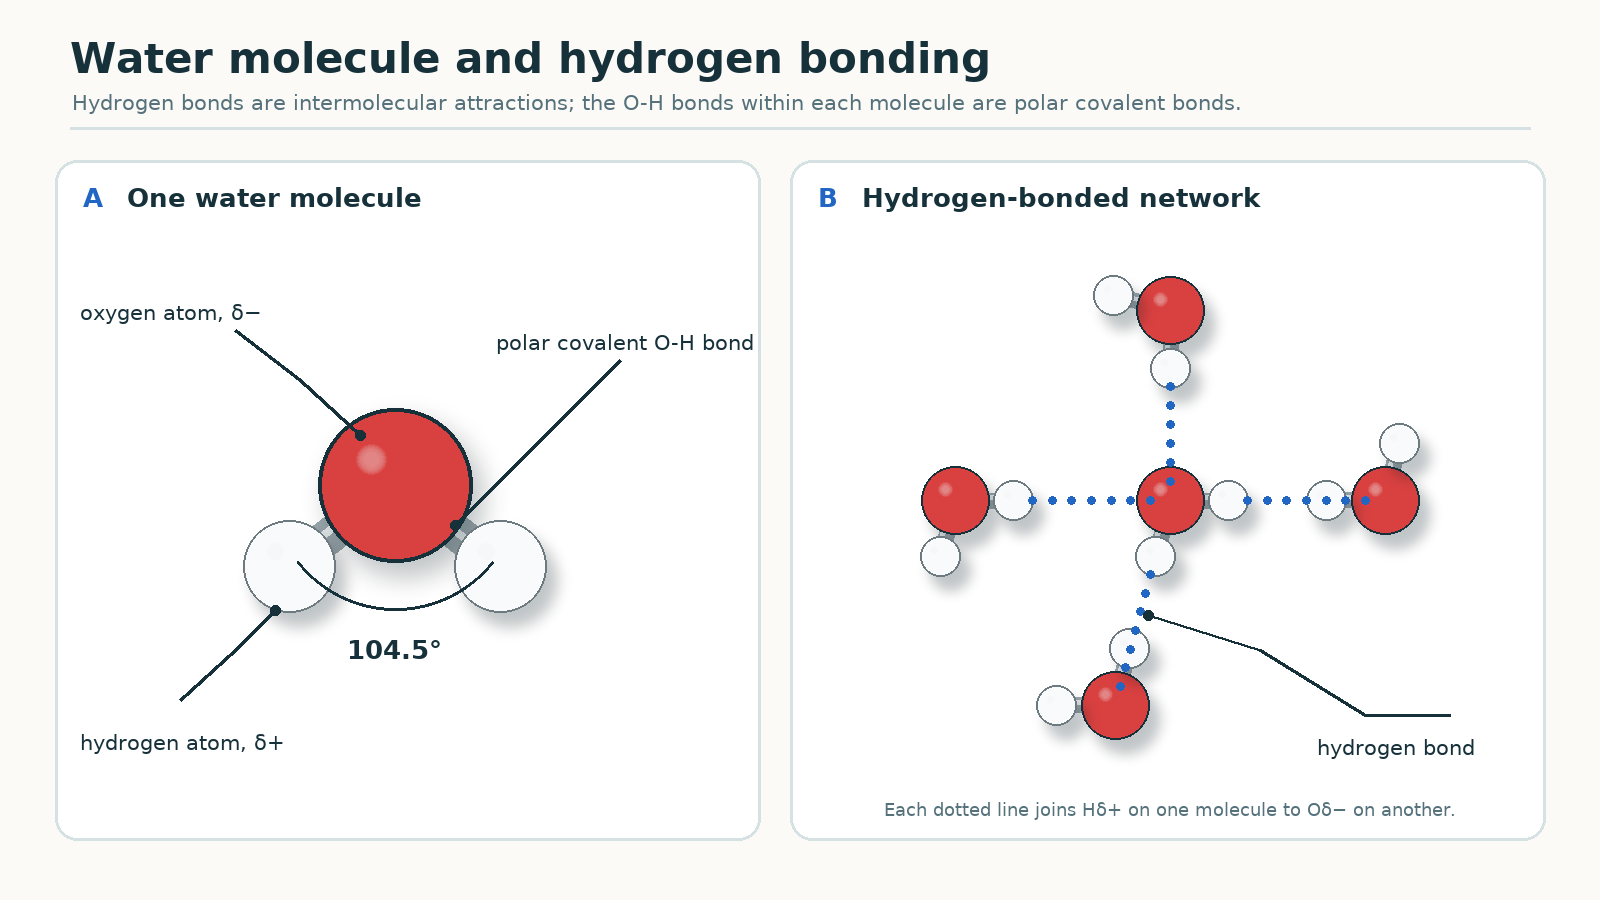 Water molecule and hydrogen bonding
Hydrogen bonds are intermolecular attractions; the O-H bonds within each molecule are polar covalent bonds.
A One water molecule
oxygen atom, δ−
polar covalent O-H bond
104.5°
hydrogen atom, δ+
B Hydrogen-bonded network
hydrogen bond
Each dotted line joins Hδ+ on one molecule to Oδ− on another.